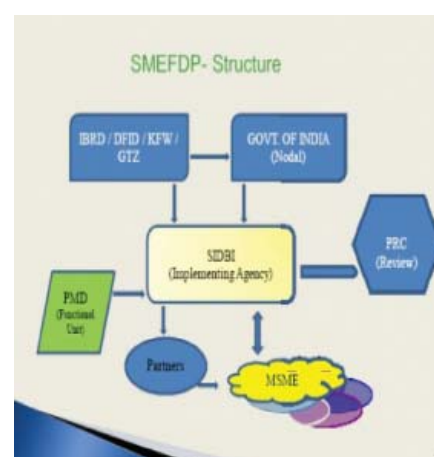 SMEFDP- Structure
IBRD / DFID / KFW /
GTZ
GOVT. OF INDIA
(Nodal)
SIDBI
(Implementing Agency)
PRC
(Review)
PMD
(Functional
Unit)
Partners
MSME